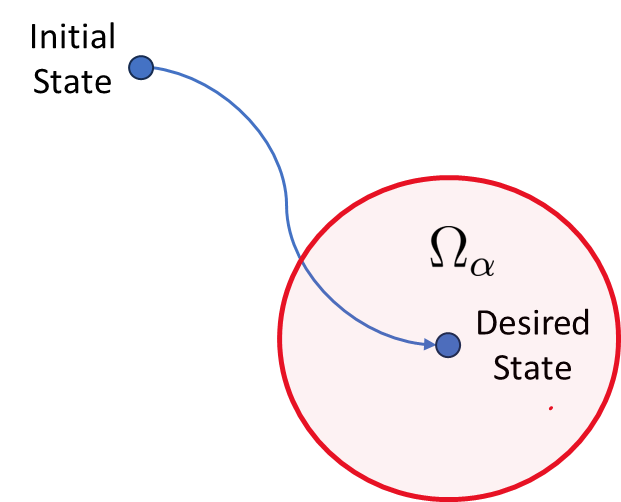 Initial
State
Ωα
Desired
State